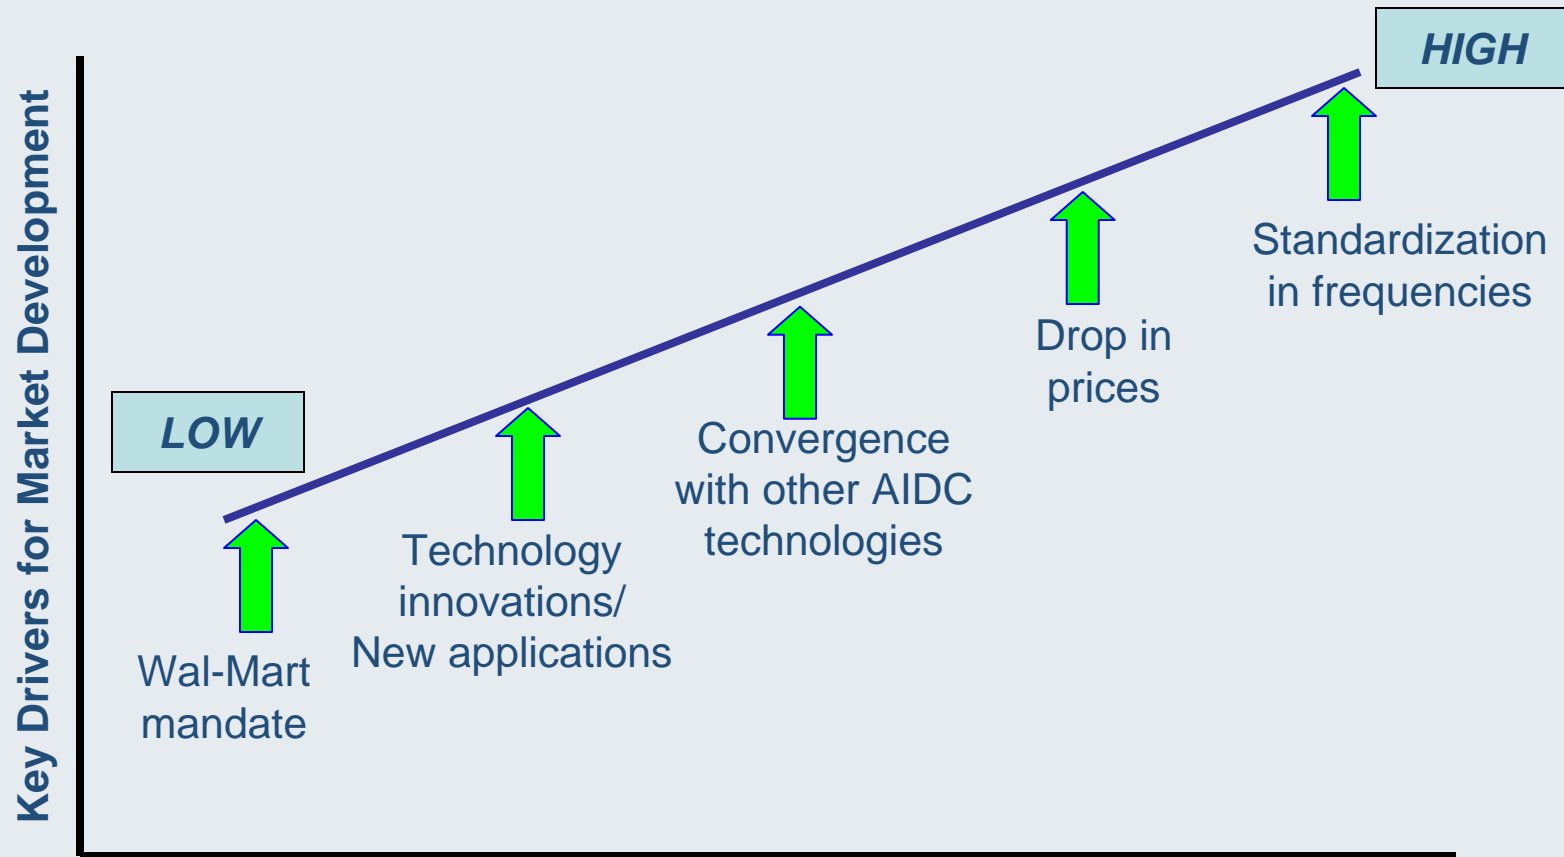 Key Drivers for Market Development
HIGH
LOW
Standardization
in frequencies
Drop in
prices
Convergence
with other AIDC
technologies
Technology
innovations/
New applications
Wal-Mart
mandate